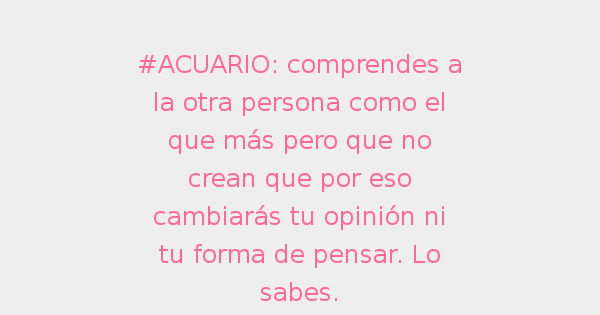 #ACUARIO: comprendes a
la otra persona como el
que más pero que no
crean que por eso
cambiarás tu opinión ni
tu forma de pensar. Lo
sabes.